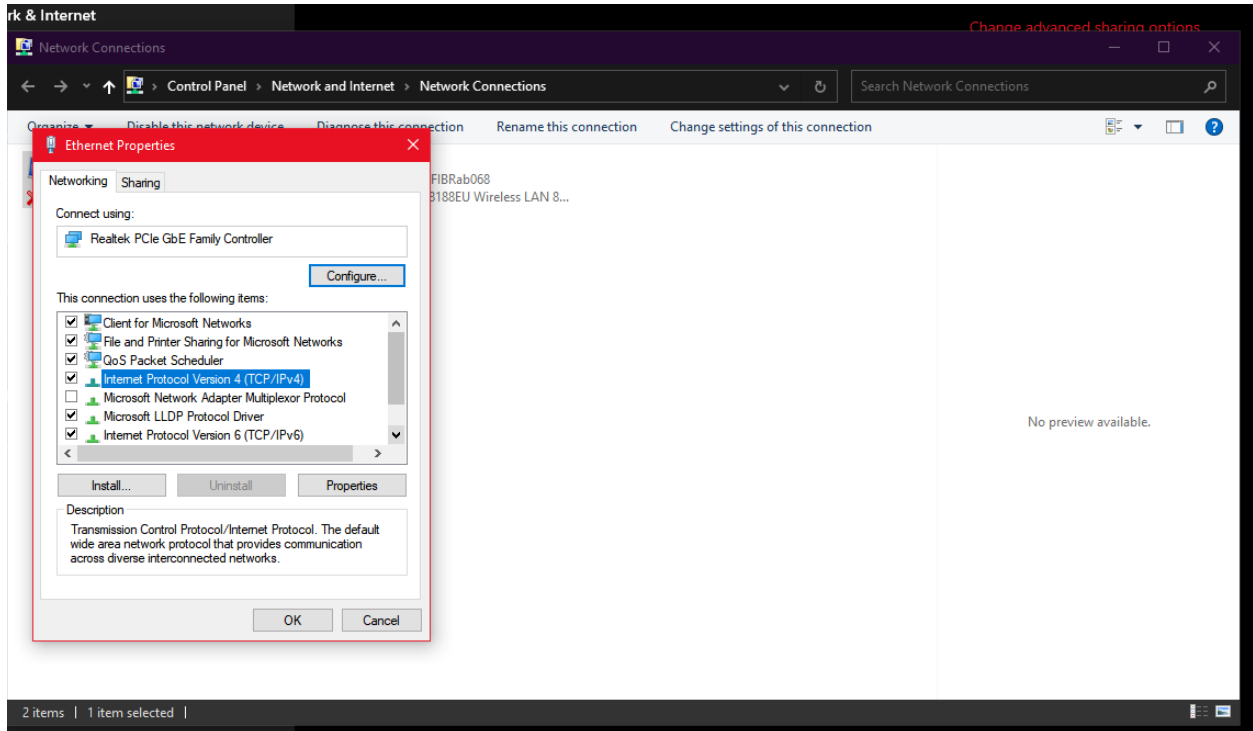 rk & Internet
Change advanced sharing options
Network Connections
Control Panel > Network and Internet > Network Connections
Search Network Connections
Organize Disable this network device Diagnose this connection Rename this connection Change settings of this connection
Ethernet Properties
FIBRab068
8188EU Wireless LAN 8...
Networking Sharing
Connect using:
Realtek PCIe GbE Family Controller
Configure...
This connection uses the following items:
Client for Microsoft Networks
File and Printer Sharing for Microsoft Networks
QoS Packet Scheduler
Internet Protocol Version 4 (TCP/IPv4)
Microsoft Network Adapter Multiplexor Protocol
Microsoft LLDP Protocol Driver
Internet Protocol Version 6 (TCP/IPv6)
No preview available.
Install... Uninstall Properties
Description
Transmission Control Protocol/Internet Protocol. The default
wide area network protocol that provides communication
across diverse interconnected networks.
OK Cancel
2 items | 1 item selected |